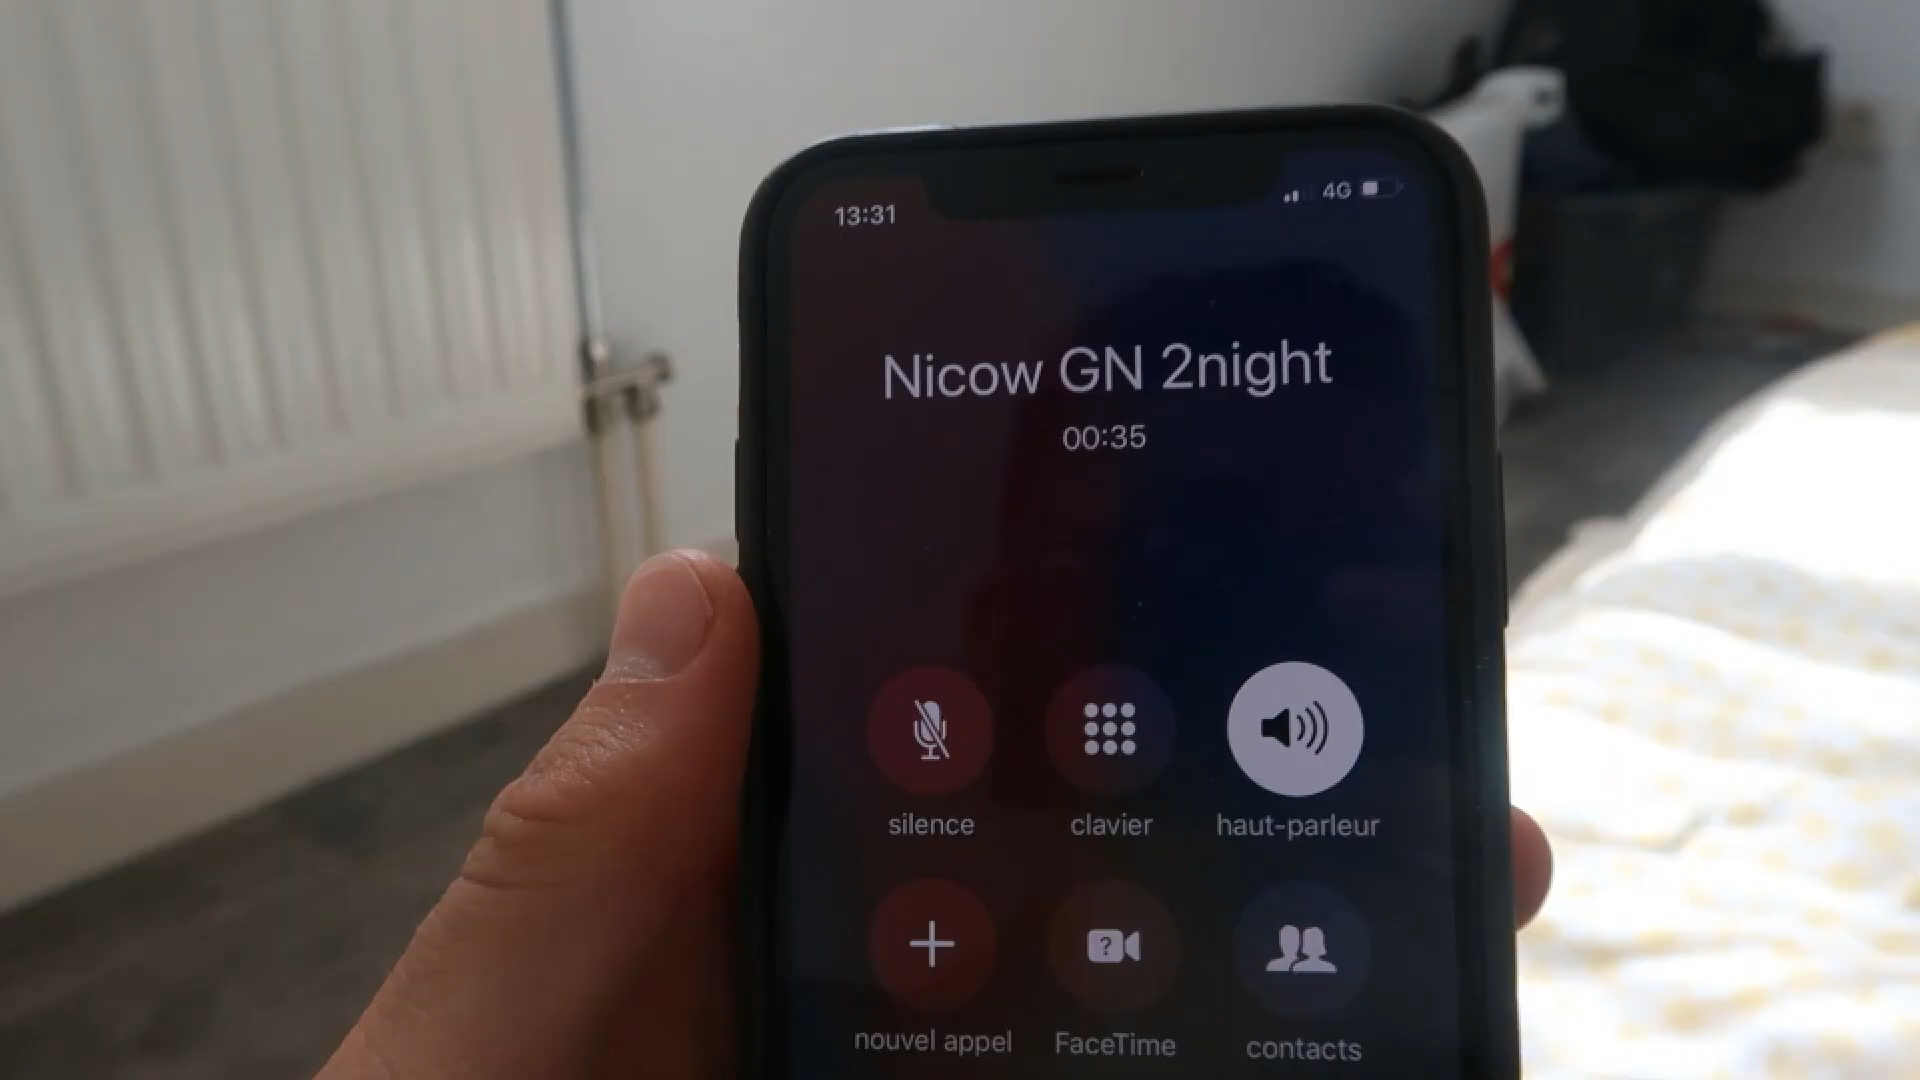 13:31
4G
Nicow GN 2night
00:35
silence
clavier
haut-parleur
nouvel appel
FaceTime
contacts